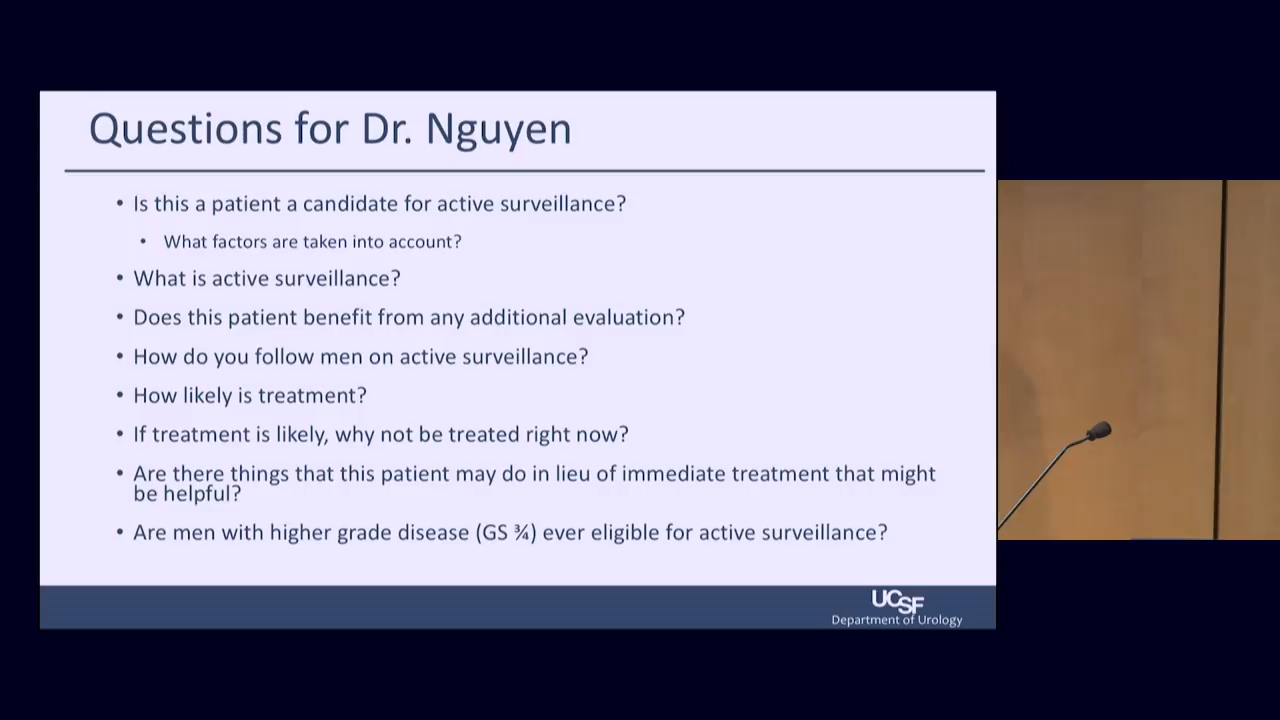 Questions for Dr. Nguyen
• Is this a patient a candidate for active surveillance?
• What factors are taken into account?
• What is active surveillance?
• Does this patient benefit from any additional evaluation?
• How do you follow men on active surveillance?
• How likely is treatment?
• If treatment is likely, why not be treated right now?
• Are there things that this patient may do in lieu of immediate treatment that might
be helpful?
• Are men with higher grade disease (GS ¾) ever eligible for active surveillance?
UCSF
Department of Urology